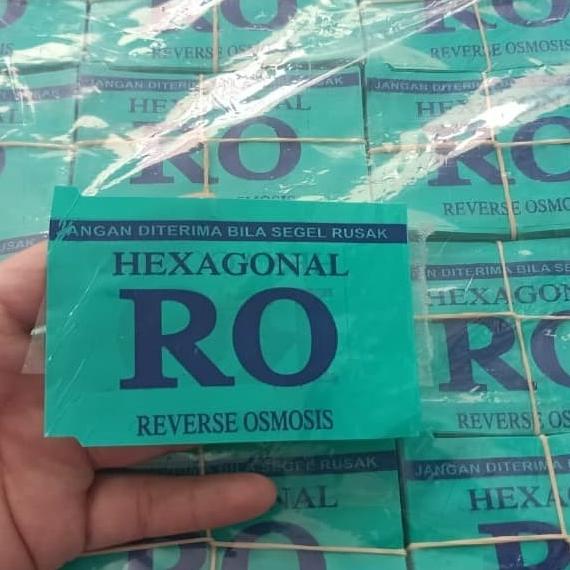 JANGAN DITERIMA BILA SEGEL RUSAK
HEXAGONAL
RO
REVERSE OSMOSIS